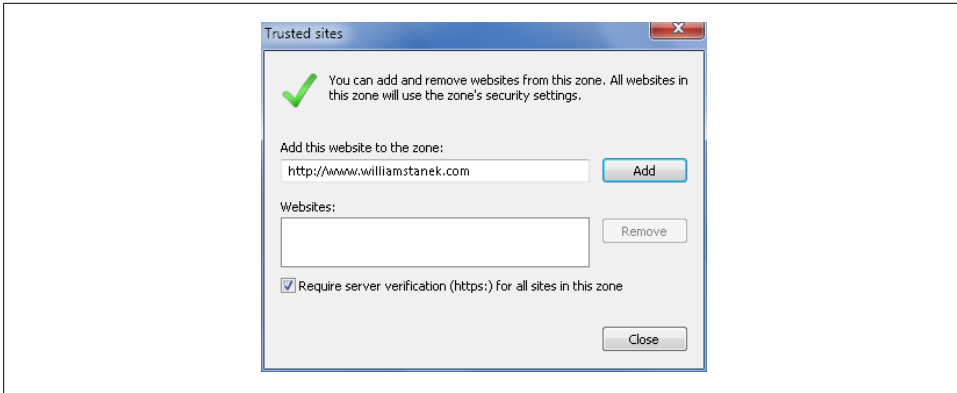 Trusted sites
You can add and remove websites from this zone. All websites in
this zone will use the zone's security settings.
Add this website to the zone:
http://www.williamstanek.com
Add
Websites:
Remove
Require server verification (https:) for all sites in this zone
Close